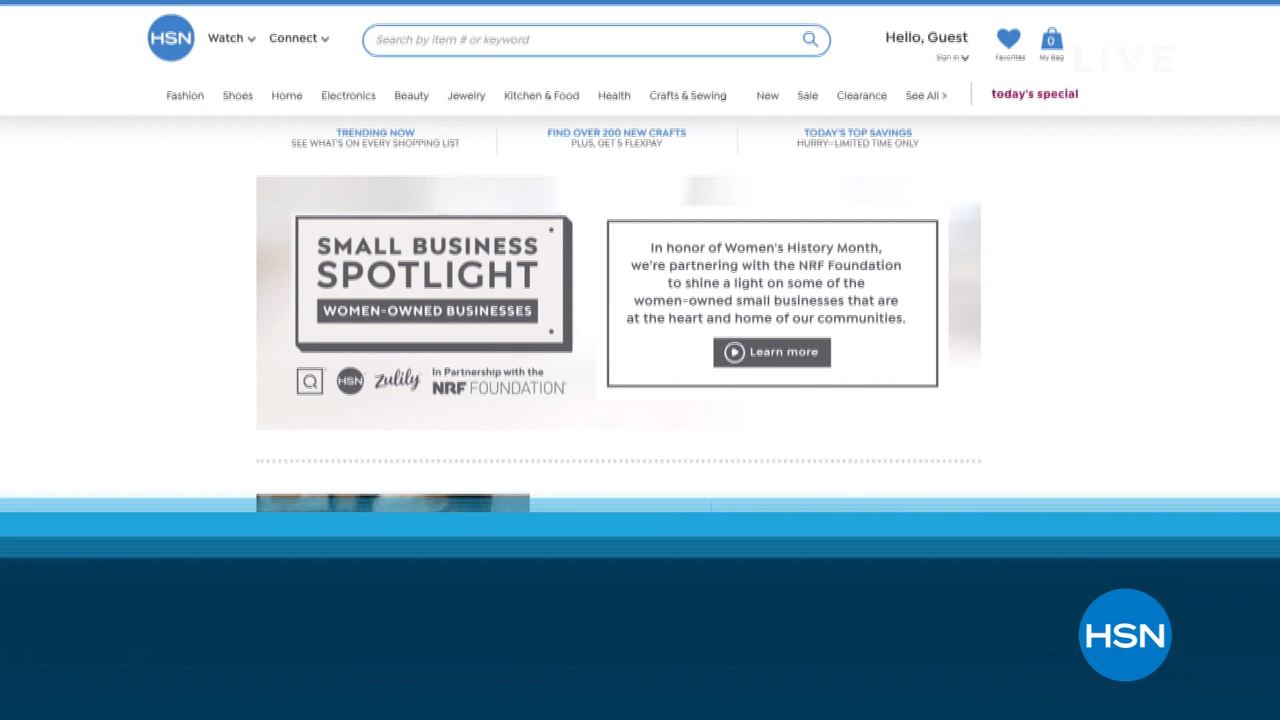 HSN
Watch
Connect
Search by item # or keyword
Hello, Guest
Sign In
Favorites
0
My Bag
LIVE
Fashion
Shoes
Home
Electronics
Beauty
Jewelry
Kitchen & Food
Health
Crafts & Sewing
New
Sale
Clearance
See All >
today's special
TRENDING NOW
SEE WHAT'S ON EVERY SHOPPING LIST
FIND OVER 200 NEW CRAFTS
PLUS, GET 5 FLEXPAY
TODAY'S TOP SAVINGS
HURRY–LIMITED TIME ONLY
SMALL BUSINESS
SPOTLIGHT
WOMEN-OWNED BUSINESSES
Q
HSN
zulily
In Partnership with the
NRF FOUNDATION
In honor of Women's History Month,
we're partnering with the NRF Foundation
to shine a light on some of the
women-owned small businesses that are
at the heart and home of our communities.
Learn more
HSN